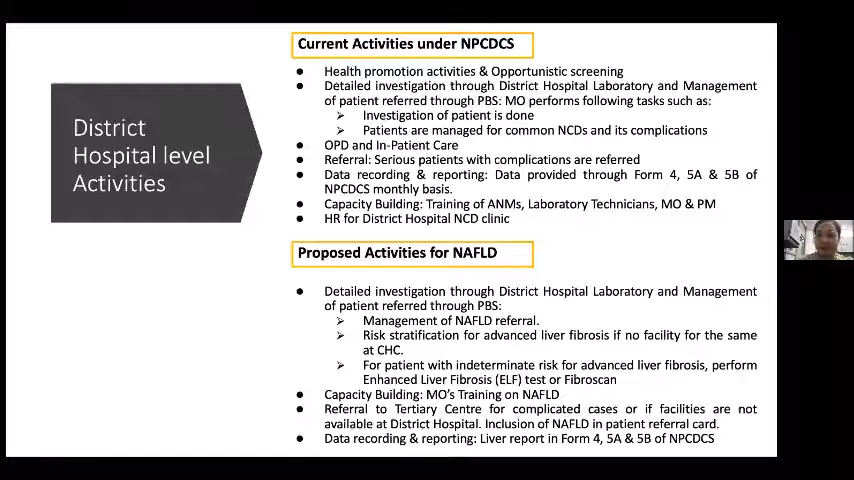 District
Hospital level
Activities
Current Activities under NPCDCS
● Health promotion activities & Opportunistic screening
● Detailed investigation through District Hospital Laboratory and Management
of patient referred through PBS: MO performs following tasks such as:
➢ Investigation of patient is done
➢ Patients are managed for common NCDs and its complications
● OPD and In-Patient Care
● Referral: Serious patients with complications are referred
● Data recording & reporting: Data provided through Form 4, 5A & 5B of
NPCDCS monthly basis.
● Capacity Building: Training of ANMs, Laboratory Technicians, MO & PM
● HR for District Hospital NCD clinic
Proposed Activities for NAFLD
● Detailed investigation through District Hospital Laboratory and Management
of patient referred through PBS:
➢ Management of NAFLD referral.
➢ Risk stratification for advanced liver fibrosis if no facility for the same
at CHC.
➢ For patient with indeterminate risk for advanced liver fibrosis, perform
Enhanced Liver Fibrosis (ELF) test or Fibroscan
● Capacity Building: MO's Training on NAFLD
● Referral to Tertiary Centre for complicated cases or if facilities are not
available at District Hospital. Inclusion of NAFLD in patient referral card.
● Data recording & reporting: Liver report in Form 4, 5A & 5B of NPCDCS